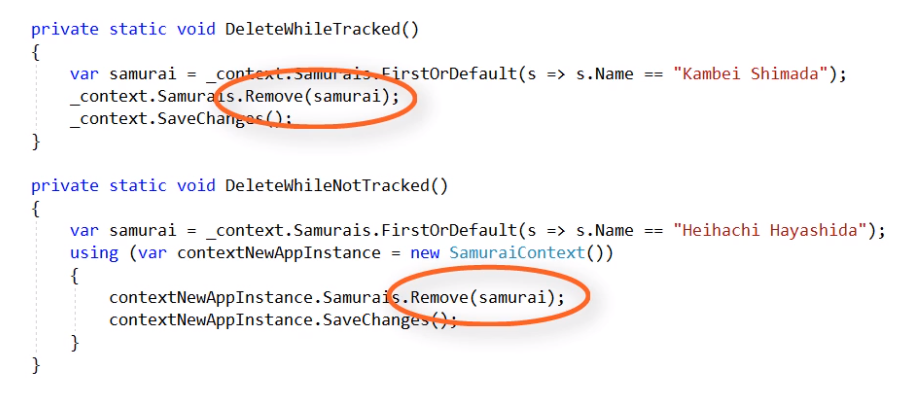 private static void DeleteWhileTracked()
{
var samurai = _context.Samurais.FirstOrDefault(s => s.Name == "Kambei Shimada");
_context.Samurais.Remove(samurai);
_context.SaveChanges();
}
private static void DeleteWhileNotTracked()
{
var samurai = _context.Samurais.FirstOrDefault(s => s.Name == "Heihachi Hayashida");
using (var contextNewAppInstance = new SamuraiContext())
{
contextNewAppInstance.Samurais.Remove(samurai);
contextNewAppInstance.SaveChanges();
}
}